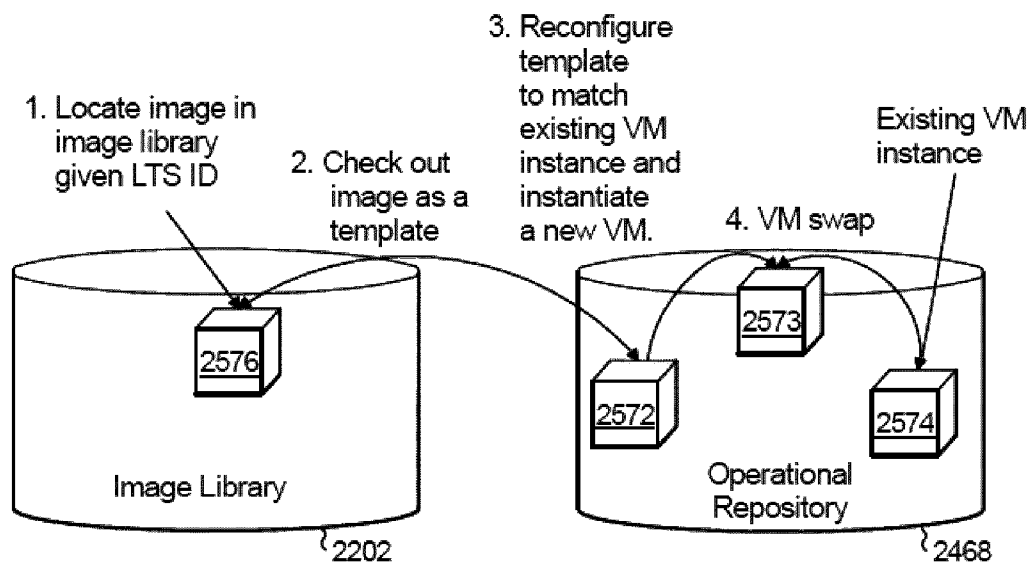 1. Locate image in
image library
given LTS ID
2. Check out
image as a
template
3. Reconfigure
template
to match
existing VM
instance and
instantiate
a new VM.
4. VM swap
Existing VM
instance
2576
2572
2573
2574
Image Library
Operational
Repository
2202
2468